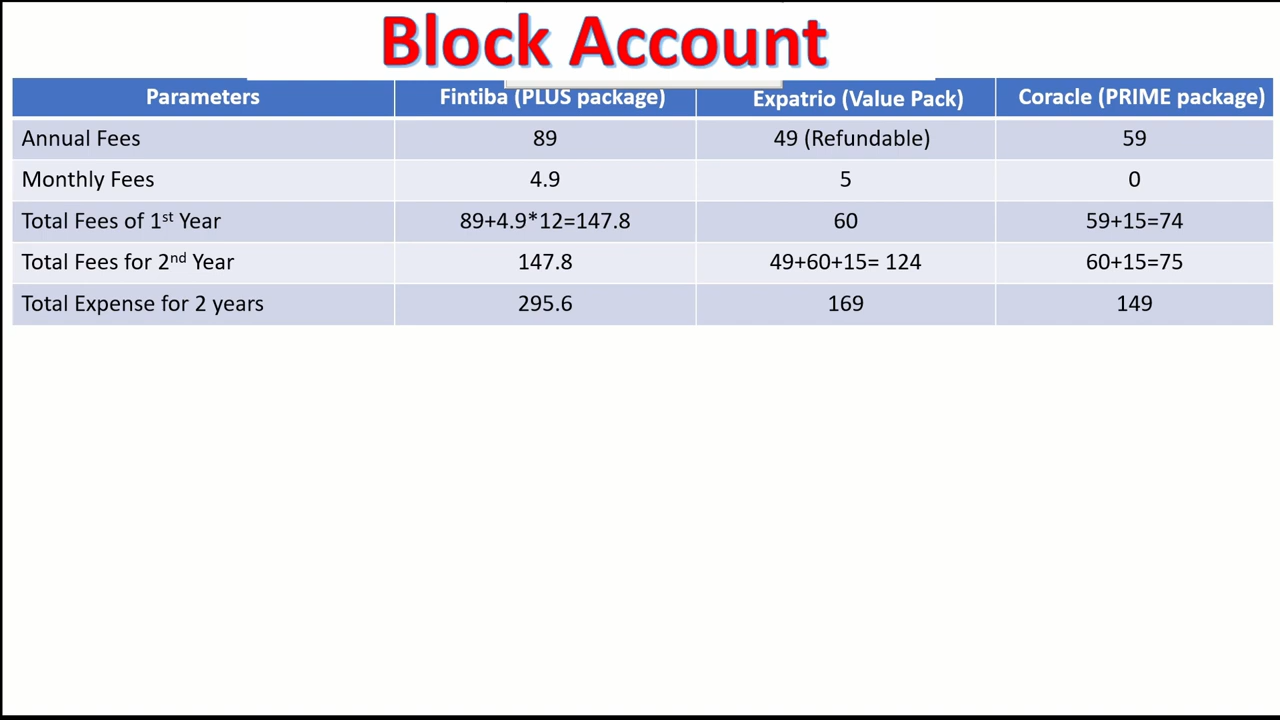 Block Account
Parameters Fintiba (PLUS package) Expatrio (Value Pack) Coracle (PRIME package)
Annual Fees 89 49 (Refundable) 59
Monthly Fees 4.9 5 0
Total Fees of 1st Year 89+4.9*12=147.8 60 59+15=74
Total Fees for 2nd Year 147.8 49+60+15= 124 60+15=75
Total Expense for 2 years 295.6 169 149